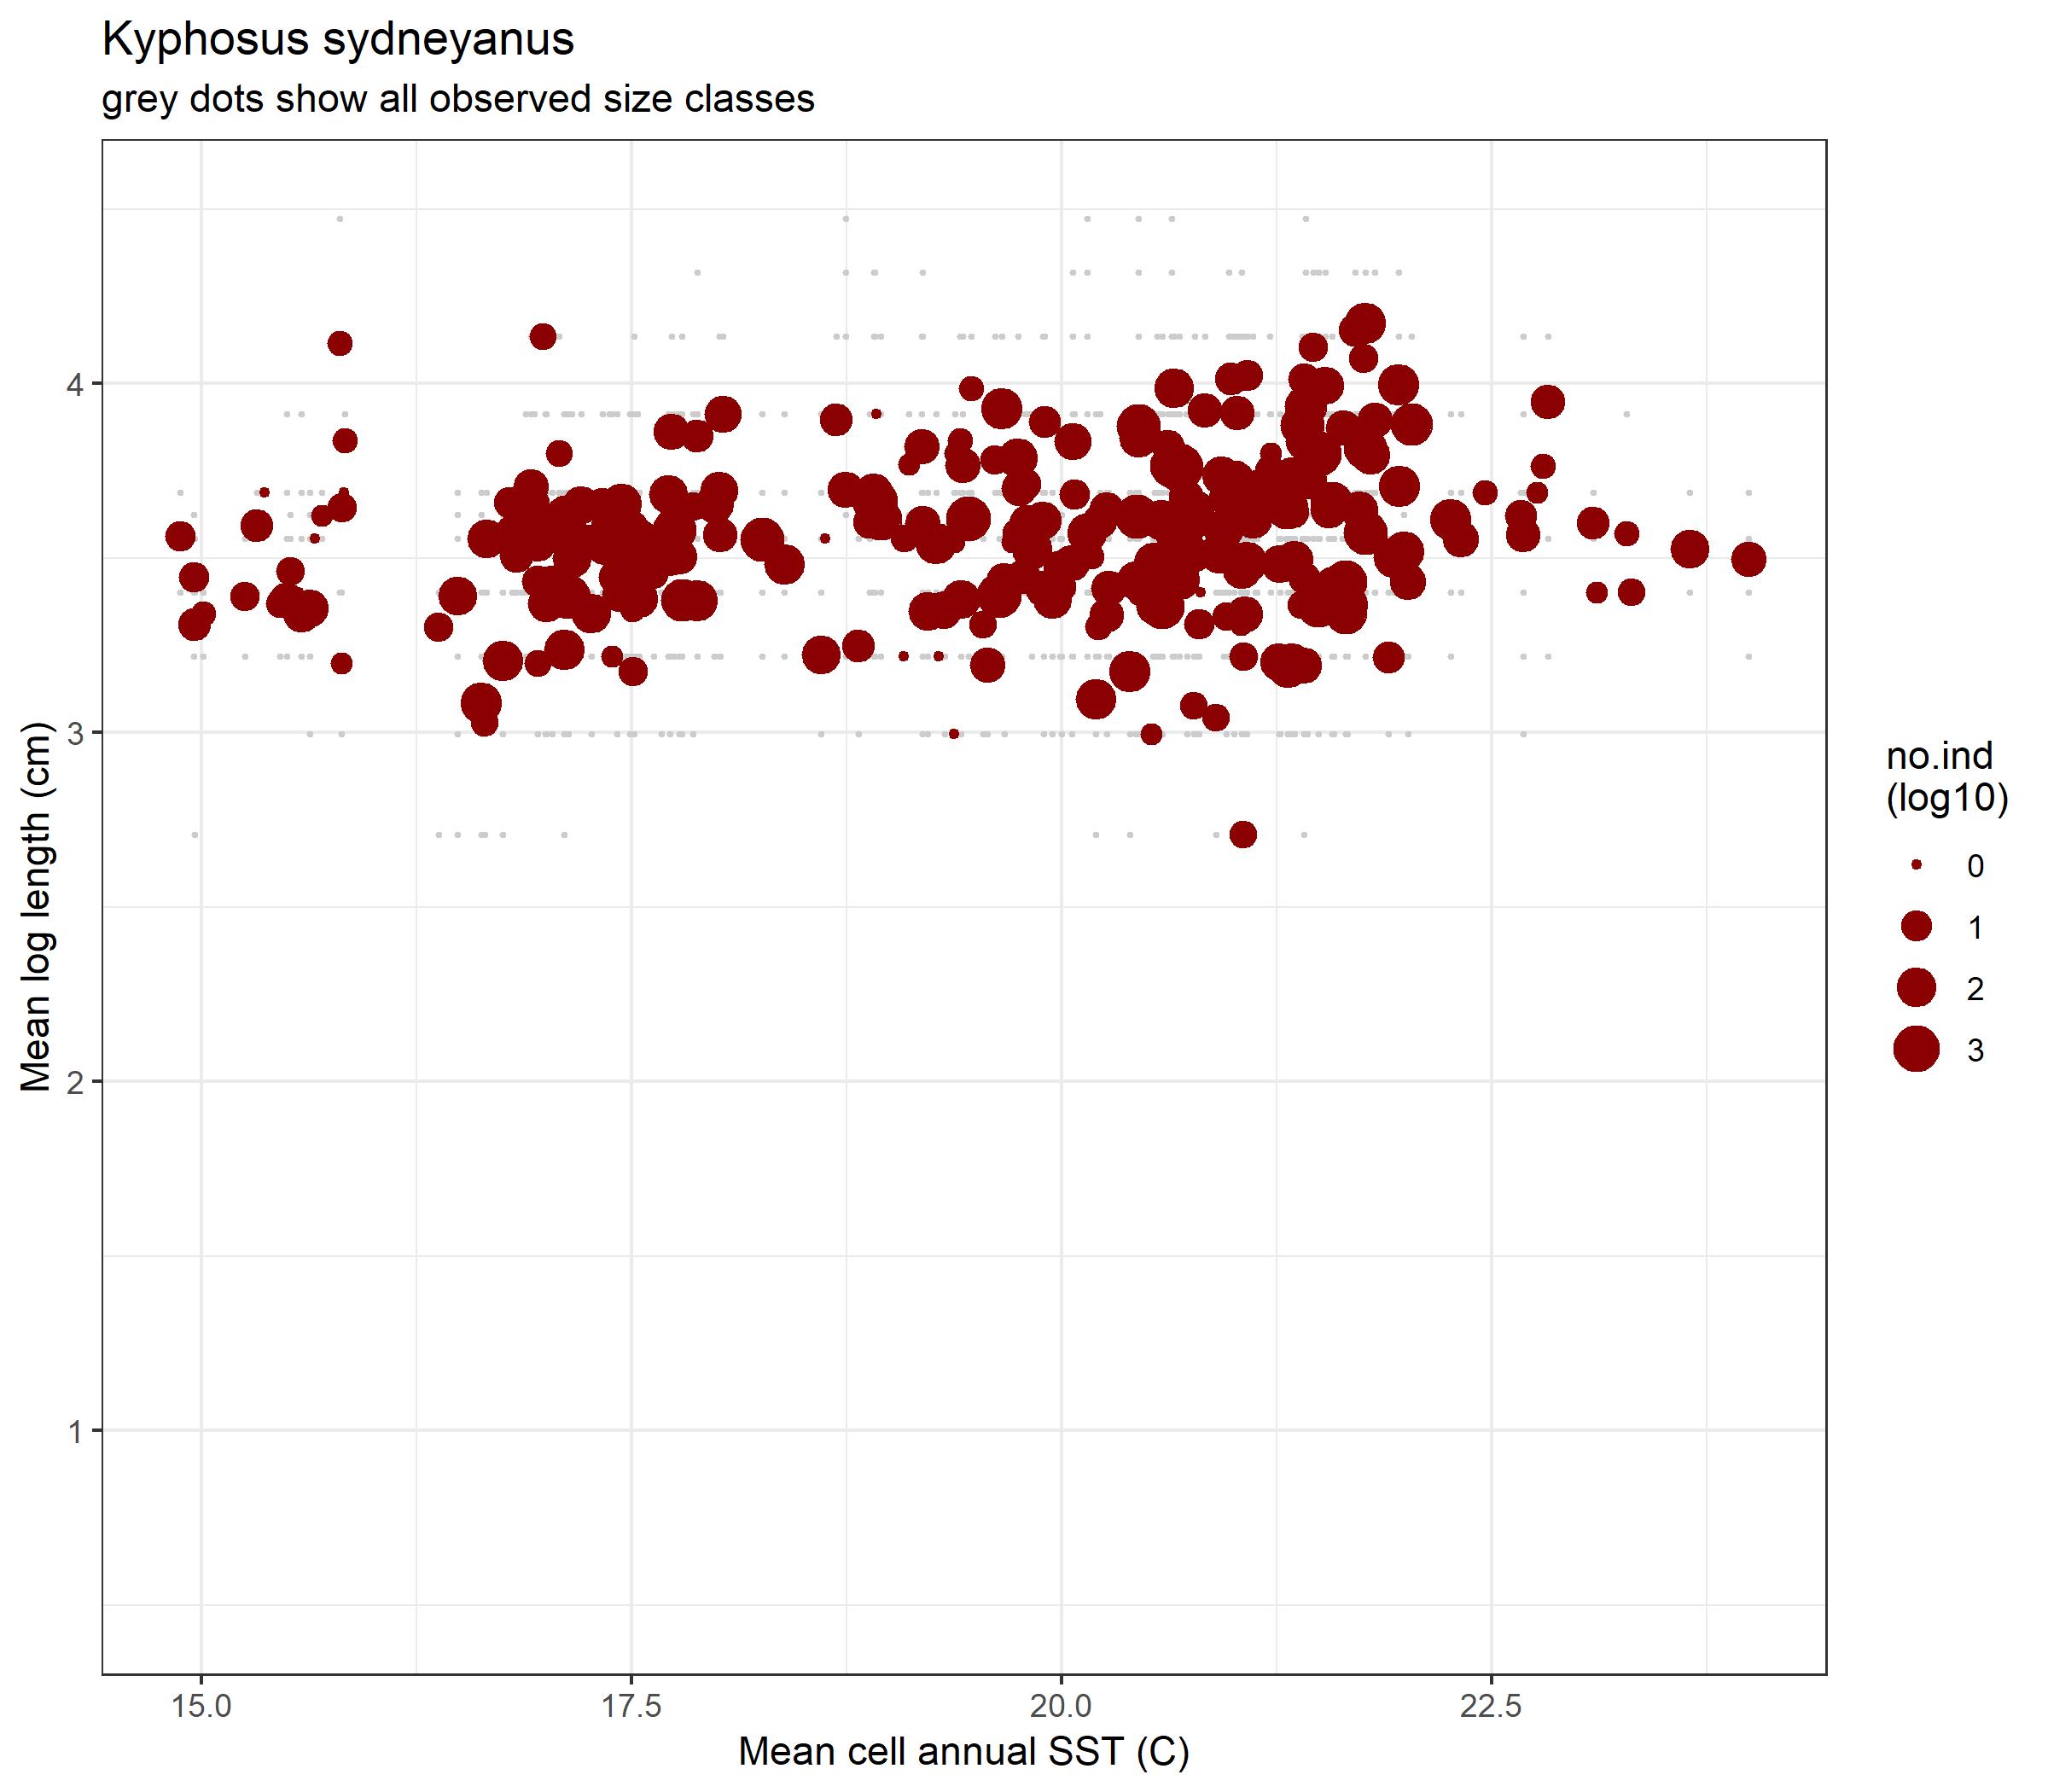 Kyphosus sydneyanus
grey dots show all observed size classes
Mean log length (cm)
4
3
2
1
15.0
17.5
20.0
22.5
Mean cell annual SST (C)
no.ind
(log10)
0
1
2
3